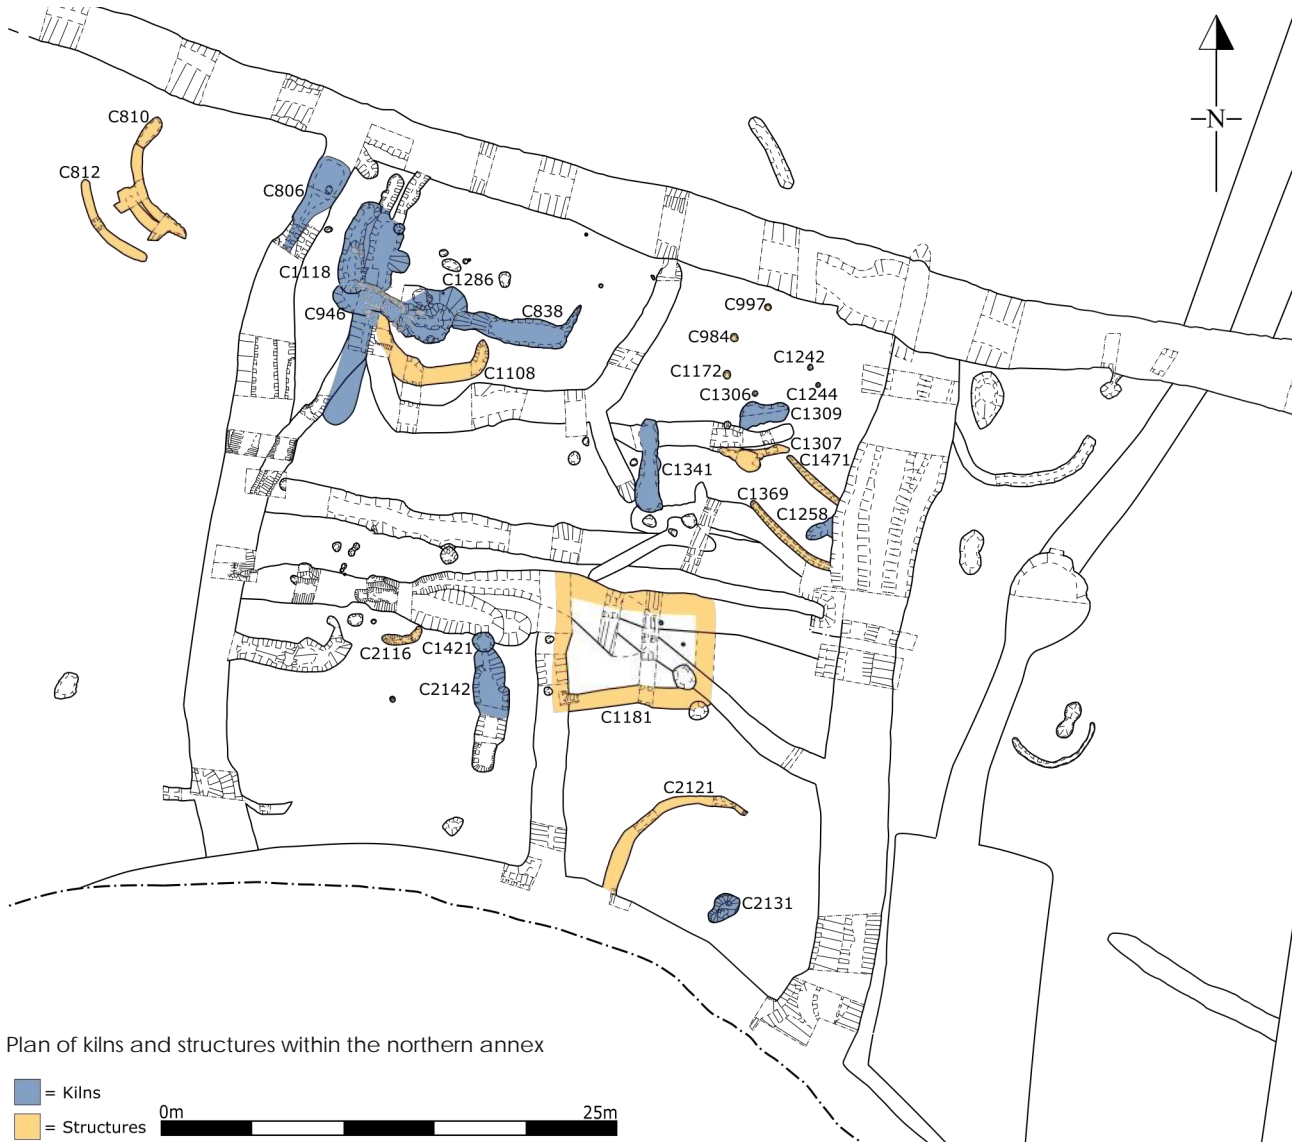 C810
C812
-N-
C806
C1118
C1286
C946
C838
C997
C984
C1108
C1172
C1242
C1306
C1244
C1309
C1307
C1341
C1471
C1369
C1258
C2116
C1421
C2142
C1181
C2121
C2131
Plan of kilns and structures within the northern annex
= Kilns
= Structures
0m 25m